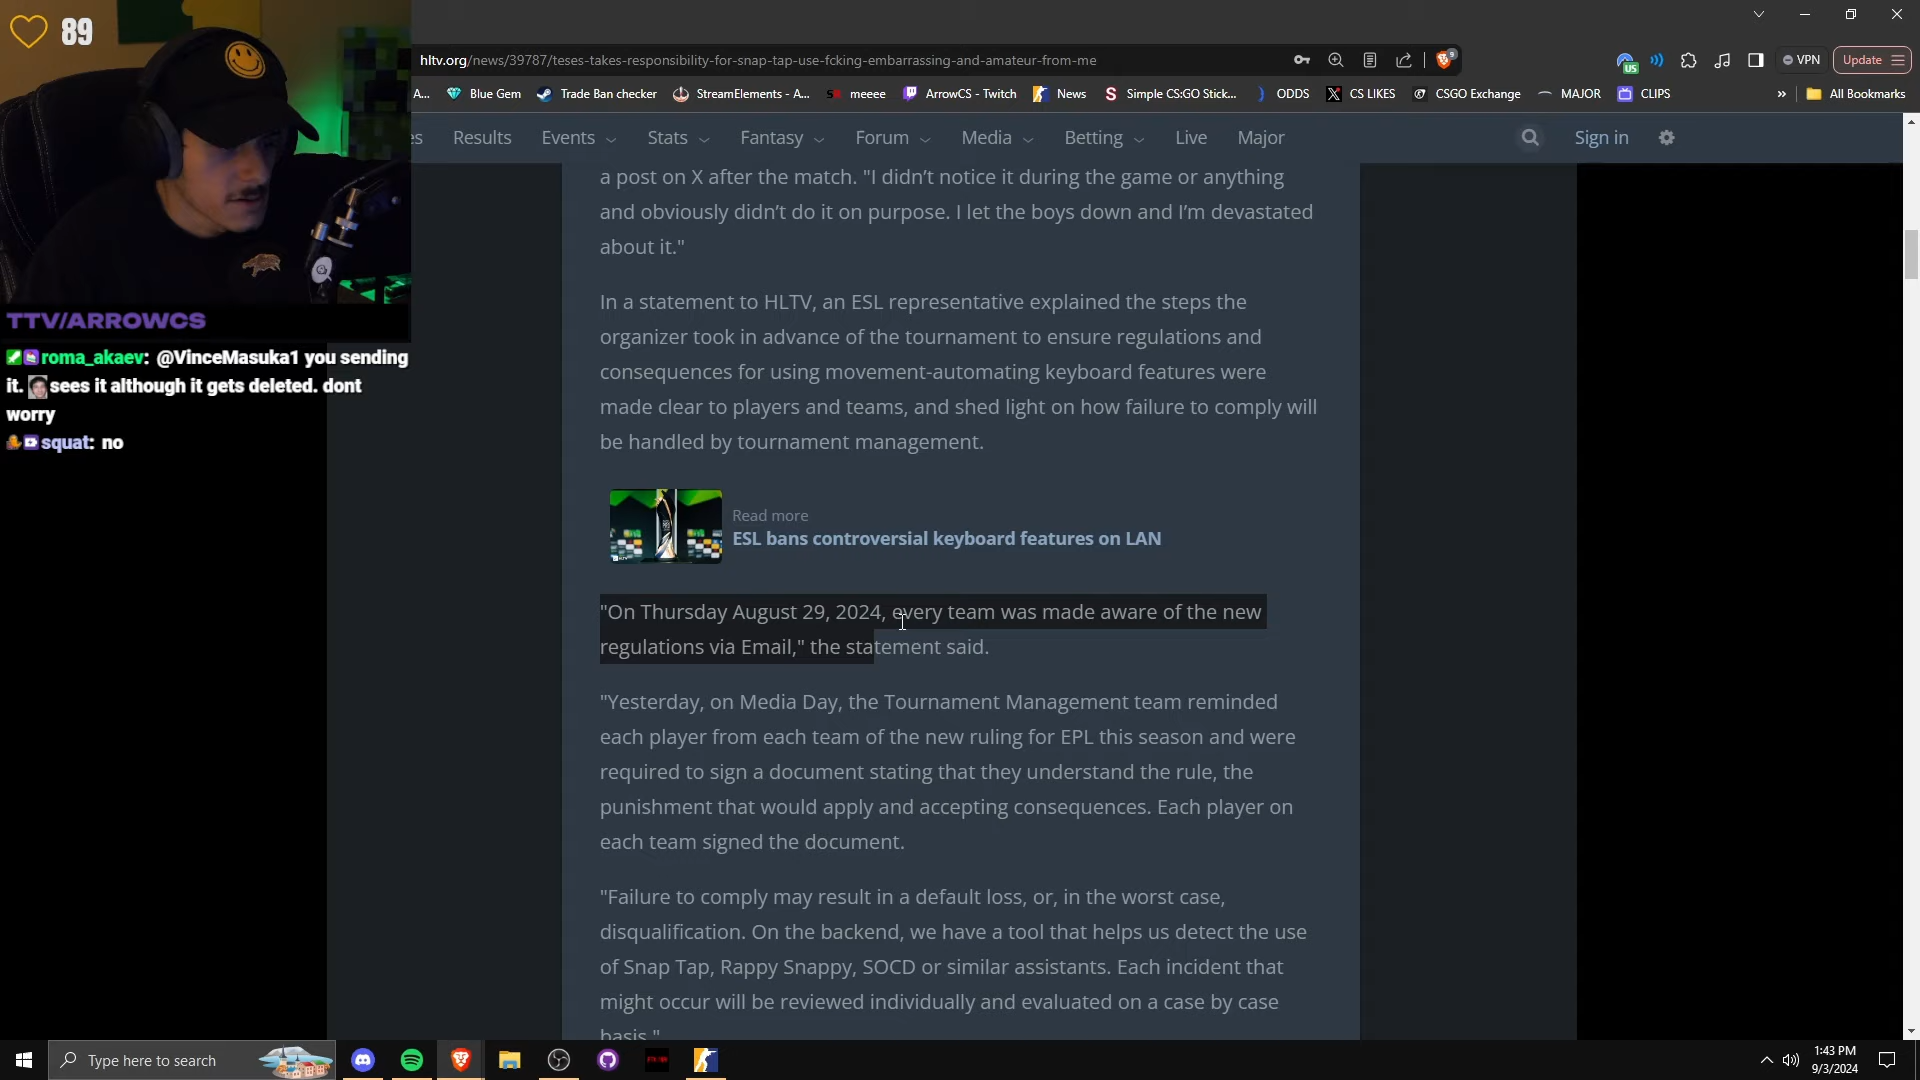 89
hltv.org/news/39787/teses-takes-responsibility-for-snap-tap-use-fcking-embarrassing-and-amateur-from-me
9
US
VPN
Update
A... Blue Gem Trade Ban checker StreamElements - A... meeee ArrowCS - Twitch News Simple CS:GO Stick... ODDS CS LIKES CSGO Exchange MAJOR CLIPS » All Bookmarks
es Results Events Stats Fantasy Forum Media Betting Live Major Sign in
a post on X after the match. "I didn’t notice it during the game or anything
and obviously didn’t do it on purpose. I let the boys down and I’m devastated
about it."
In a statement to HLTV, an ESL representative explained the steps the
organizer took in advance of the tournament to ensure regulations and
consequences for using movement-automating keyboard features were
made clear to players and teams, and shed light on how failure to comply will
be handled by tournament management.
Read more
ESL bans controversial keyboard features on LAN
"On Thursday August 29, 2024, every team was made aware of the new
regulations via Email," the statement said.
"Yesterday, on Media Day, the Tournament Management team reminded
each player from each team of the new ruling for EPL this season and were
required to sign a document stating that they understand the rule, the
punishment that would apply and accepting consequences. Each player on
each team signed the document.
"Failure to comply may result in a default loss, or, in the worst case,
disqualification. On the backend, we have a tool that helps us detect the use
of Snap Tap, Rappy Snappy, SOCD or similar assistants. Each incident that
might occur will be reviewed individually and evaluated on a case by case
basis."
TTV/ARROWCS
roma_akaev: @VinceMasuka1 you sending
it. sees it although it gets deleted. dont
worry
squat: no
Type here to search
1:43 PM
9/3/2024